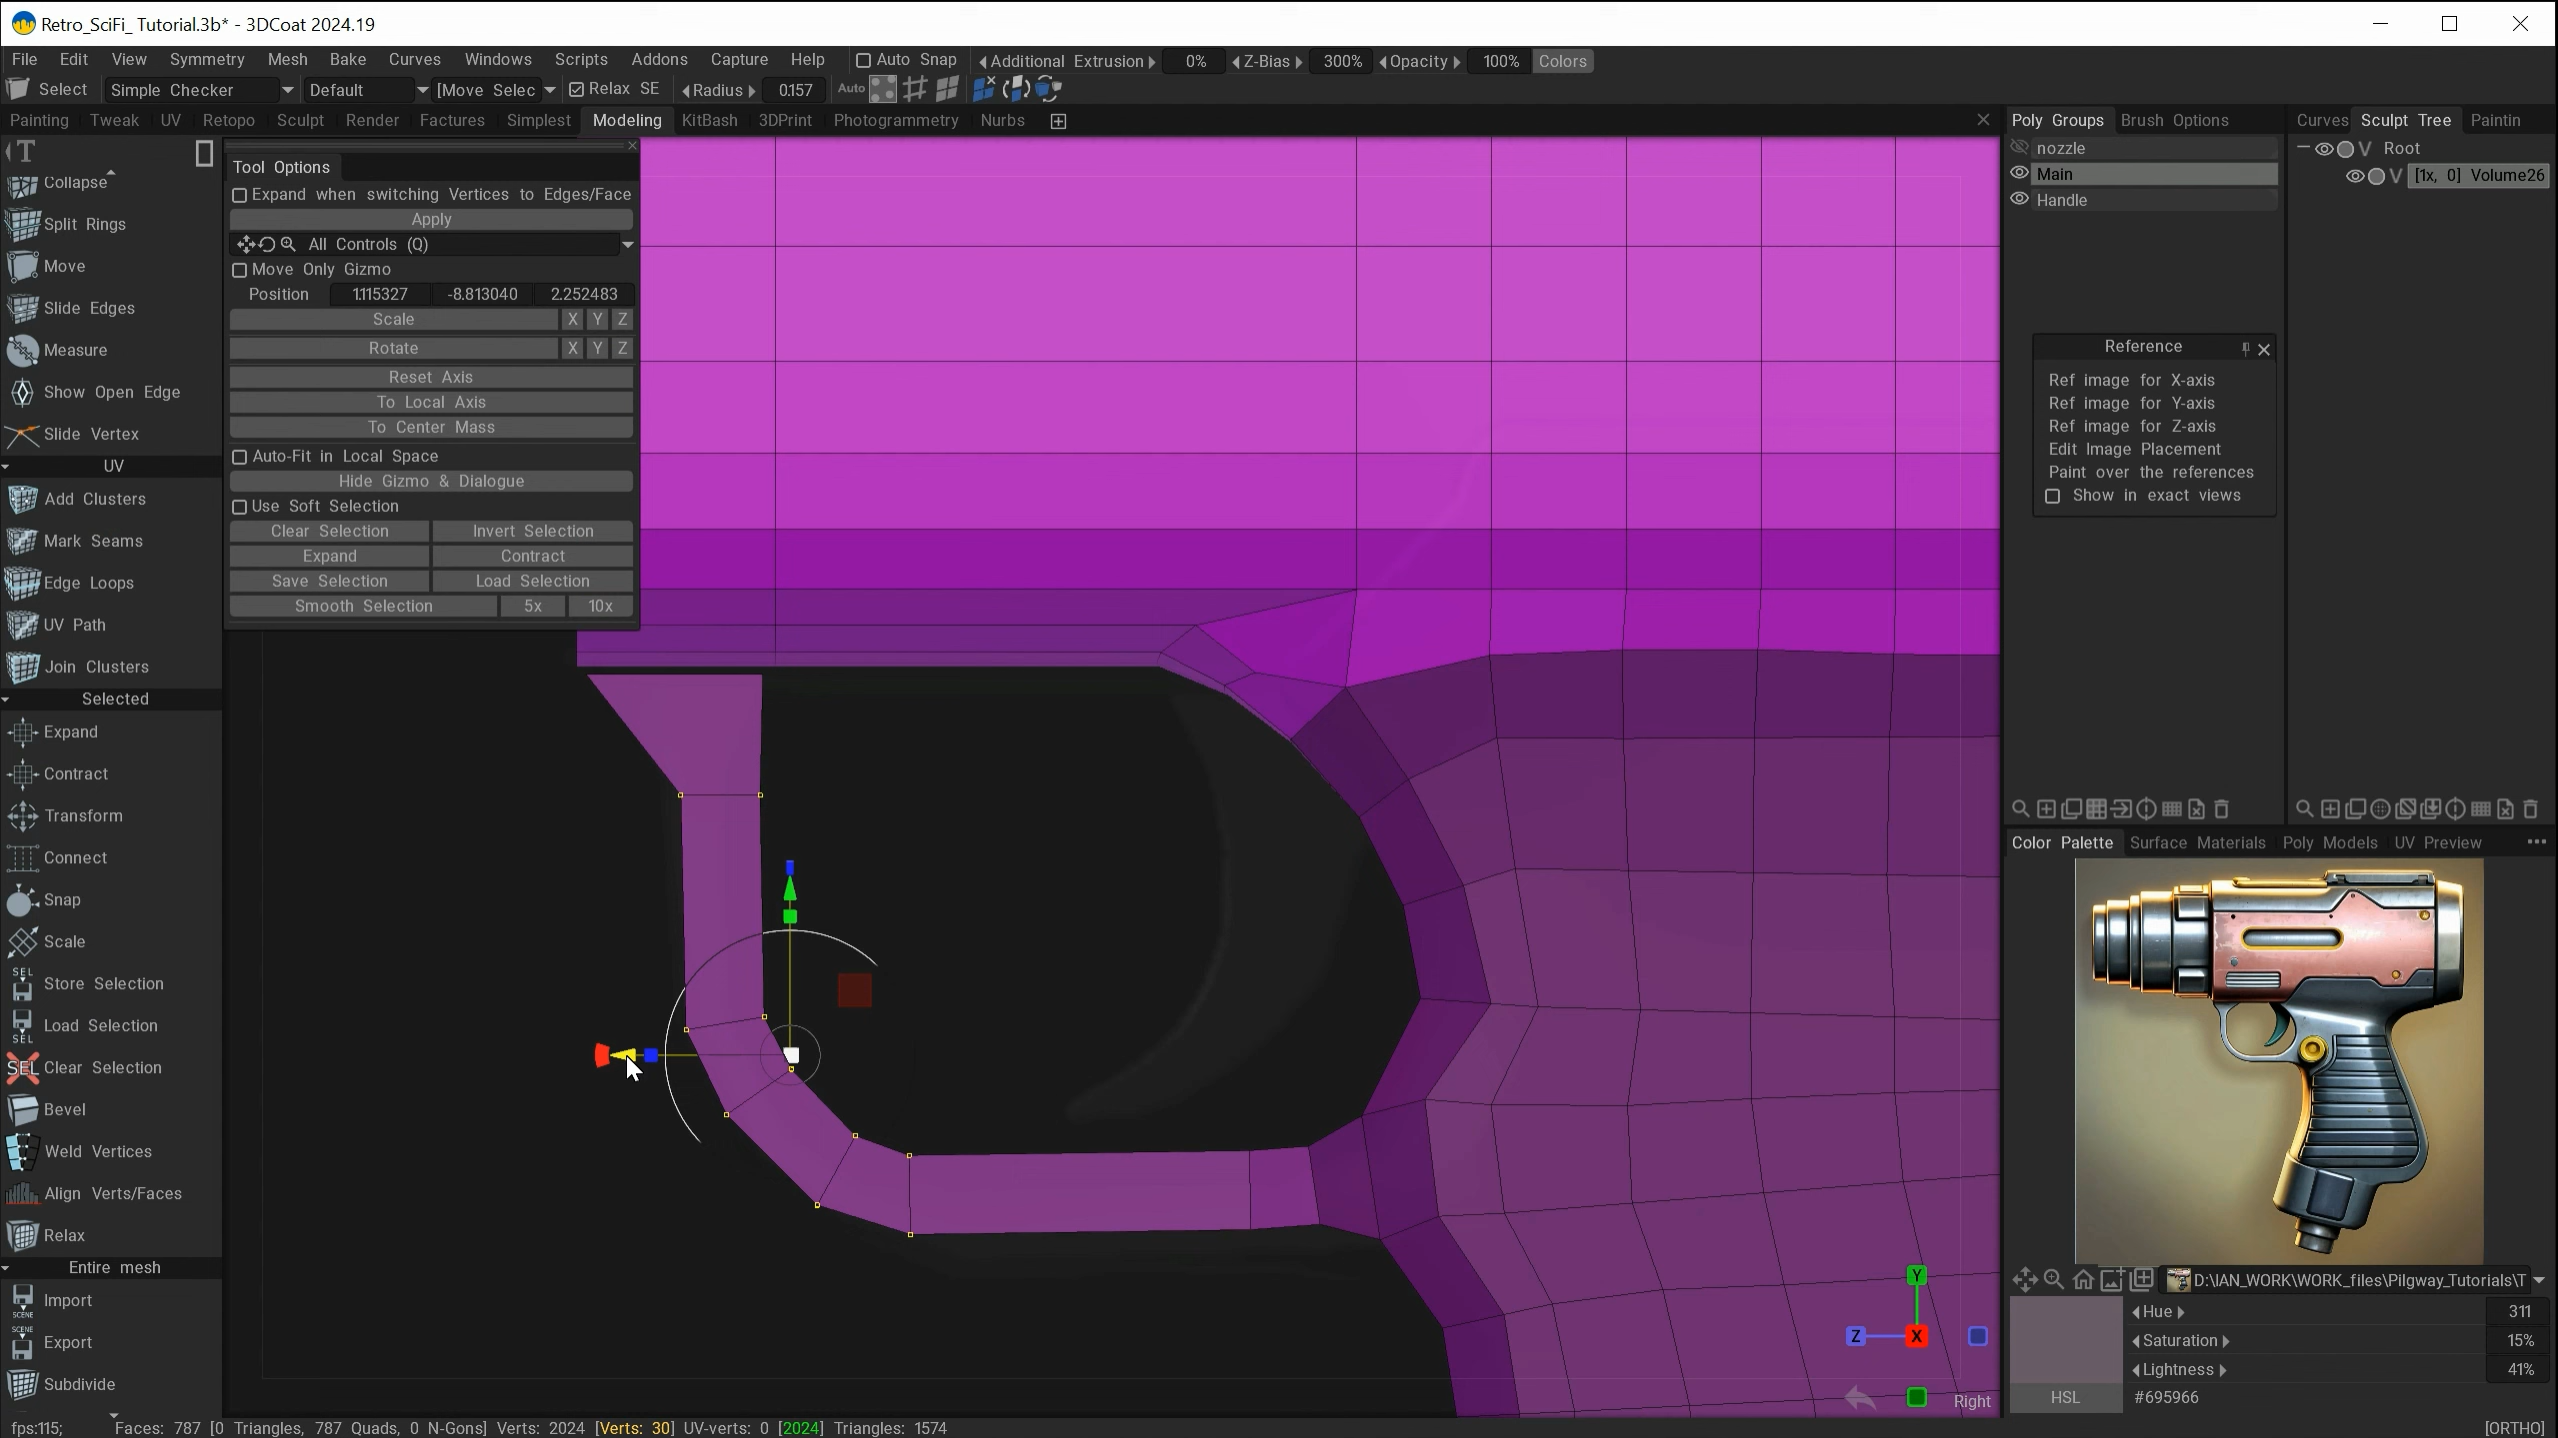 Retro_SciFi_ Tutorial.3b* - 3DCoat 2024.19
File Edit View Symmetry Mesh Bake Curves Windows Scripts Addons Capture Help Auto Snap Additional Extrusion 0% Z-Bias 300% Opacity 100% Colors
Select Simple Checker Default [Move Selec Relax SE Radius 0.157 Auto
Painting Tweak UV Retopo Sculpt Render Factures Simplest Modeling KitBash 3DPrint Photogrammetry Nurbs
T
Collapse
Split Rings
Move
Slide Edges
Measure
Show Open Edge
Slide Vertex
UV
Add Clusters
Mark Seams
Edge Loops
UV Path
Join Clusters
Selected
Expand
Contract
Transform
Connect
Snap
Scale
SEL Store Selection
SEL Load Selection
SEL Clear Selection
Bevel
Weld Vertices
Align Verts/Faces
Relax
Entire mesh
SCENE Import
SCENE Export
Subdivide
Tool Options
Expand when switching Vertices to Edges/Face
Apply
All Controls (Q)
Move Only Gizmo
Position 1.115327 -8.813040 2.252483
Scale X Y Z
Rotate X Y Z
Reset Axis
To Local Axis
To Center Mass
Auto-Fit in Local Space
Hide Gizmo & Dialogue
Use Soft Selection
Clear Selection Invert Selection
Expand Contract
Save Selection Load Selection
Smooth Selection 5x 10x
Y
Z X
Right
Poly Groups Brush Options
nozzle
Main
Handle
Reference
Ref image for X-axis
Ref image for Y-axis
Ref image for Z-axis
Edit Image Placement
Paint over the references
Show in exact views
Curves Sculpt Tree Paintin
V Root
V [1x, 0] Volume26
Color Palette Surface Materials Poly Models UV Preview
D:\IAN_WORK\WORK_files\Pilgway_Tutorials\T
Hue 311
Saturation 15%
Lightness 41%
HSL #695966
fps:115; Faces: 787 [0 Triangles, 787 Quads, 0 N-Gons] Verts: 2024 [Verts: 30] UV-verts: 0 [2024] Triangles: 1574 [ORTHO]